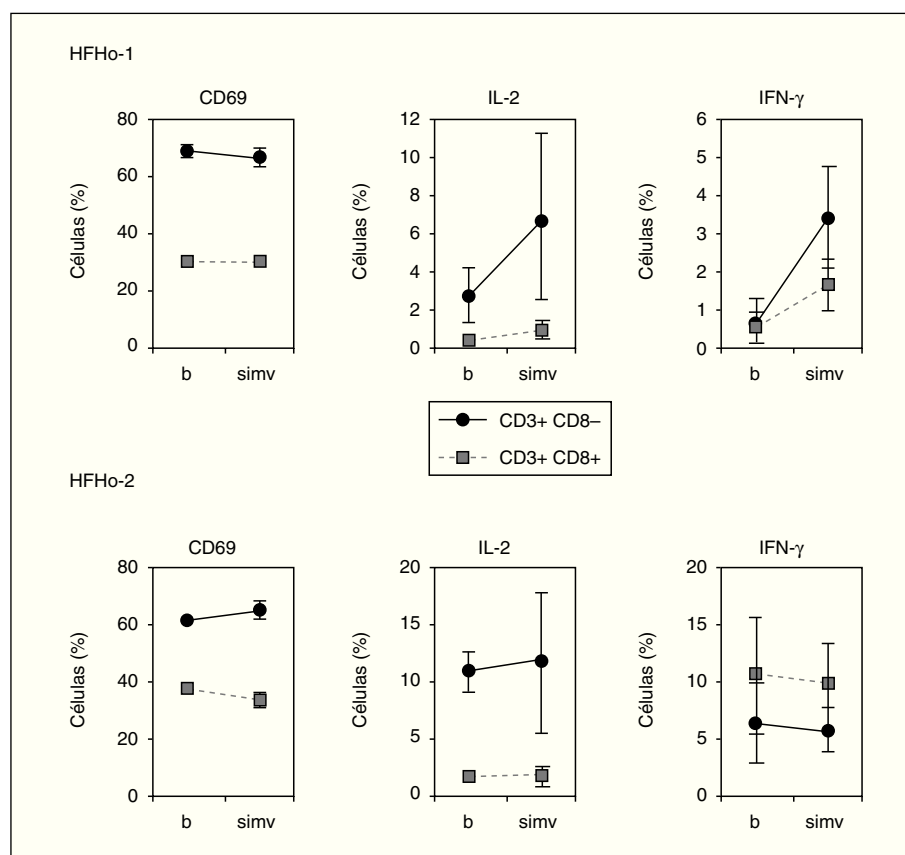 HFHo-1
CD69
IL-2
IFN-γ
Células (%)
80
60
40
20
0
b simv
Células (%)
12
10
8
6
4
2
0
b simv
Células (%)
6
5
4
3
2
1
0
b simv
CD3+ CD8–
CD3+ CD8+
HFHo-2
CD69
IL-2
IFN-γ
Células (%)
80
60
40
20
0
b simv
Células (%)
20
15
10
5
0
b simv
Células (%)
20
15
10
5
0
b simv